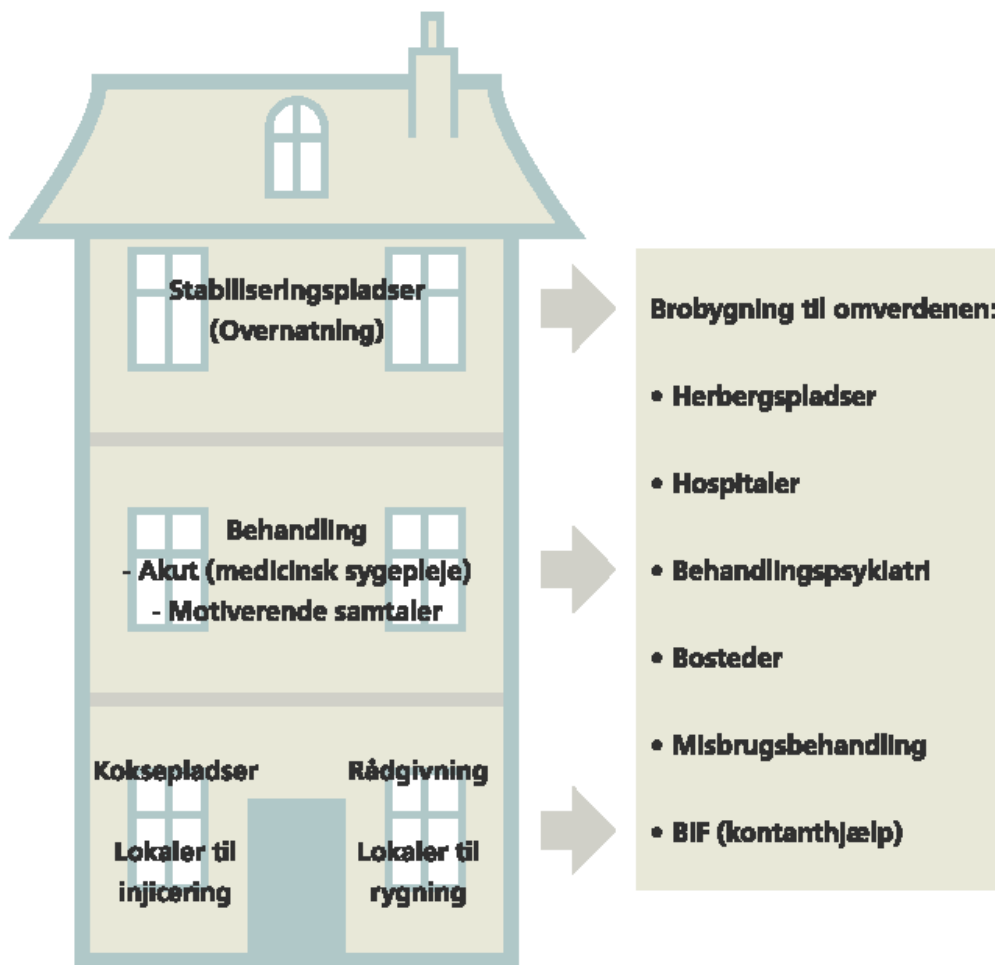 Stabiliseringspladser
(Overnatning)
Behandling
- Akut (medicinsk sygepleje)
- Motiverende samtaler
Koksepladser
Lokaler til
injicering
Rådgivning
Lokaler til
rygning
Brobygning til omverdenen:
• Herbergspladser
• Hospitaler
• Behandlingspsykiatri
• Bosteder
• Misbrugsbehandling
• BIF (kontanthjælp)